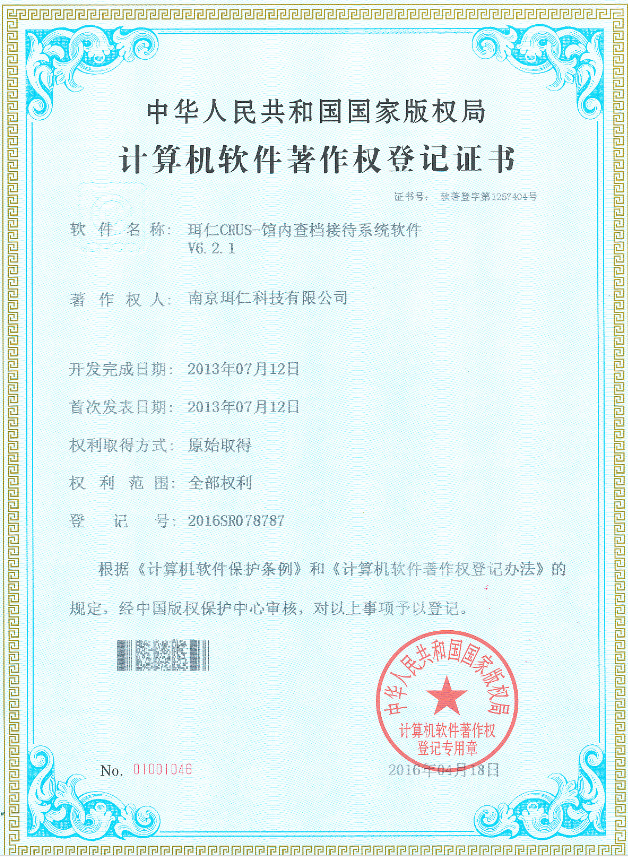 中华人民共和国国家版权局
计算机软件著作权登记证书
证书号： 软著登字第1257404号
软件名称： 珥仁CRUS-馆内查档接待系统软件
V6.2.1
著作权人： 南京珥仁科技有限公司
开发完成日期： 2013年07月12日
首次发表日期： 2013年07月12日
权利取得方式： 原始取得
权利范围： 全部权利
登记号： 2016SR078787
根据《计算机软件保护条例》和《计算机软件著作权登记办法》的
规定，经中国版权保护中心审核，对以上事项予以登记。
中华人民共和国国家版权局
计算机软件著作权
登记专用章
No. 01001046
2016年04月18日